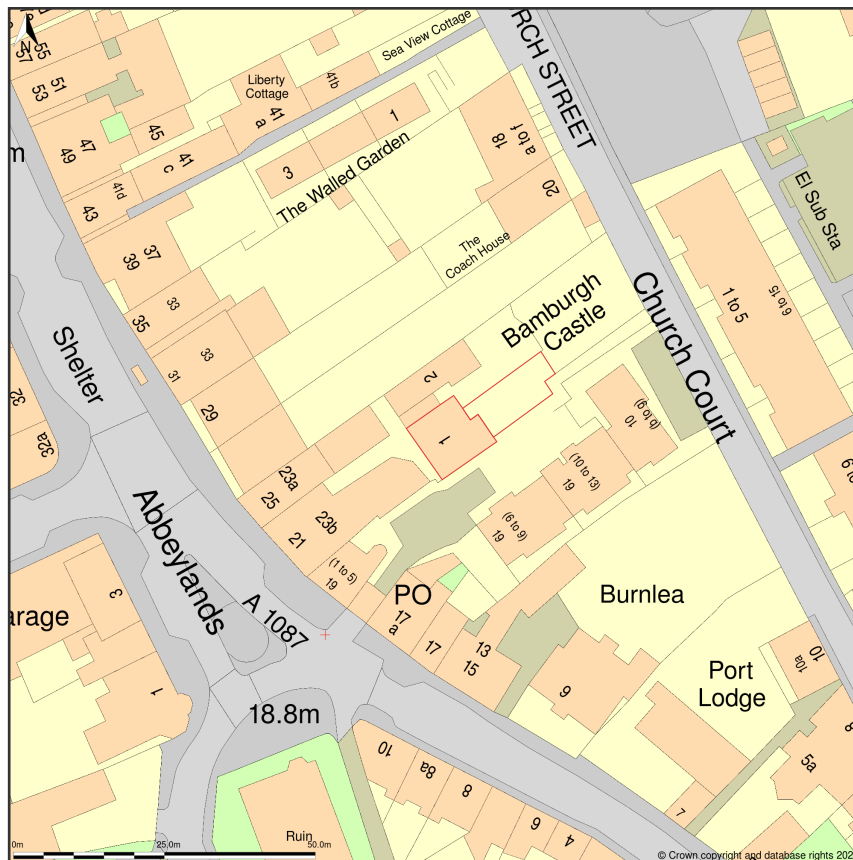 55
57
51
53
N
47
49
45
43
41d
41
c
41
a
Liberty
Cottage
41b
Sea View Cottage
1
3
The Walled Garden
18
a to f
20
RCH STREET
The
Coach House
El Sub Sta
m
37
39
33
35
33
31
29
Shelter
32
32a
Bamburgh
Castle
Church Court
1 to 5
6 to 15
2
1
10
(b to g)
(10 to 13)
19
(6 to 9)
19
23a
25
23b
21
(1 to 5)
19
Abbeylands
A 1087
PO
17
a
17
13
15
Burnlea
9
Port
Lodge
10
10a
3
arage
1
18.8m
10
8a
8
6
4
7
5a
8
Ruin
0m
25.0m
50.0m
© Crown copyright and database rights 202